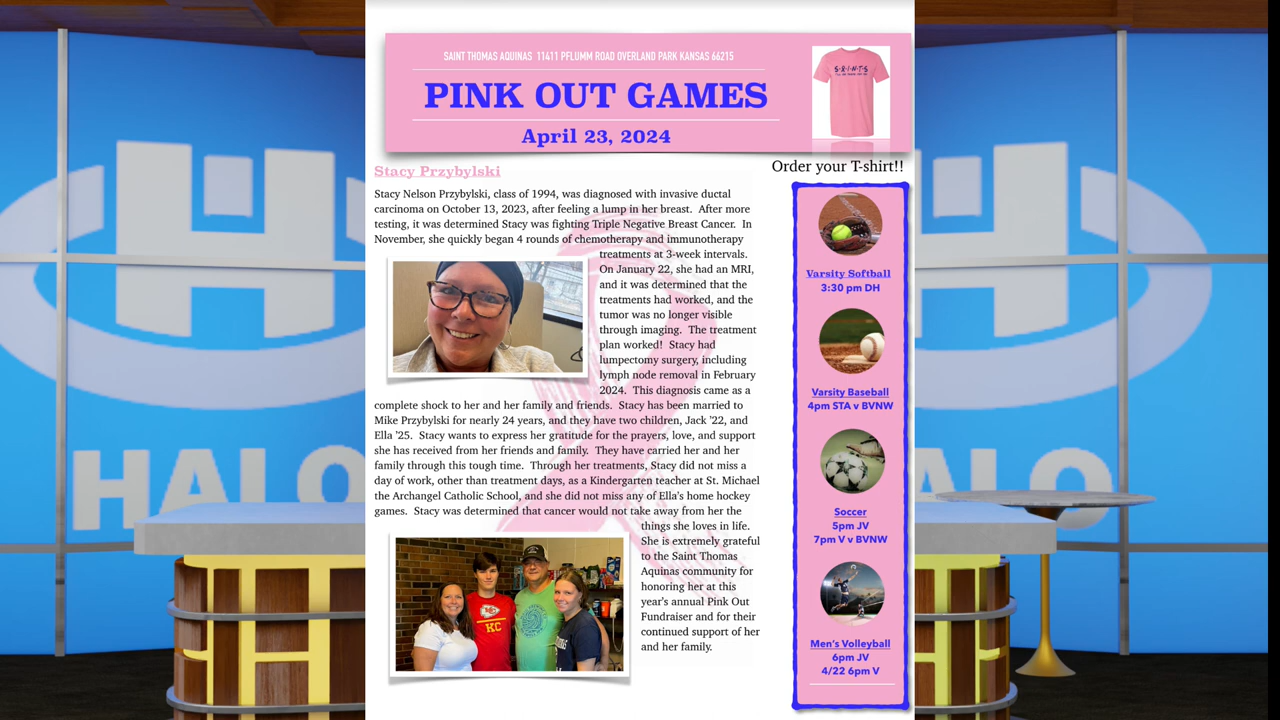 SAINT THOMAS AQUINAS 11411 PFLUMM ROAD OVERLAND PARK KANSAS 66215
PINK OUT GAMES
April 23, 2024
S·R·I·N·T·S
Order your T-shirt!!
Stacy Przybylski
Stacy Nelson Przybylski, class of 1994, was diagnosed with invasive ductal
carcinoma on October 13, 2023, after feeling a lump in her breast. After more
testing, it was determined Stacy was fighting Triple Negative Breast Cancer. In
November, she quickly began 4 rounds of chemotherapy and immunotherapy
treatments at 3-week intervals.
On January 22, she had an MRI,
and it was determined that the
treatments had worked, and the
tumor was no longer visible
through imaging. The treatment
plan worked! Stacy had
lumpectomy surgery, including
lymph node removal in February
2024. This diagnosis came as a
complete shock to her and her family and friends. Stacy has been married to
Mike Przybylski for nearly 24 years, and they have two children, Jack '22, and
Ella '25. Stacy wants to express her gratitude for the prayers, love, and support
she has received from her friends and family. They have carried her and her
family through this tough time. Through her treatments, Stacy did not miss a
day of work, other than treatment days, as a Kindergarten teacher at St. Michael
the Archangel Catholic School, and she did not miss any of Ella's home hockey
games. Stacy was determined that cancer would not take away from her the
things she loves in life.
She is extremely grateful
to the Saint Thomas
Aquinas community for
honoring her at this
year's annual Pink Out
Fundraiser and for their
continued support of her
and her family.
KC
Varsity Softball
3:30 pm DH
Varsity Baseball
4pm STA v BVNW
Soccer
5pm JV
7pm V v BVNW
Men's Volleyball
6pm JV
4/22 6pm V
HALO
HALO